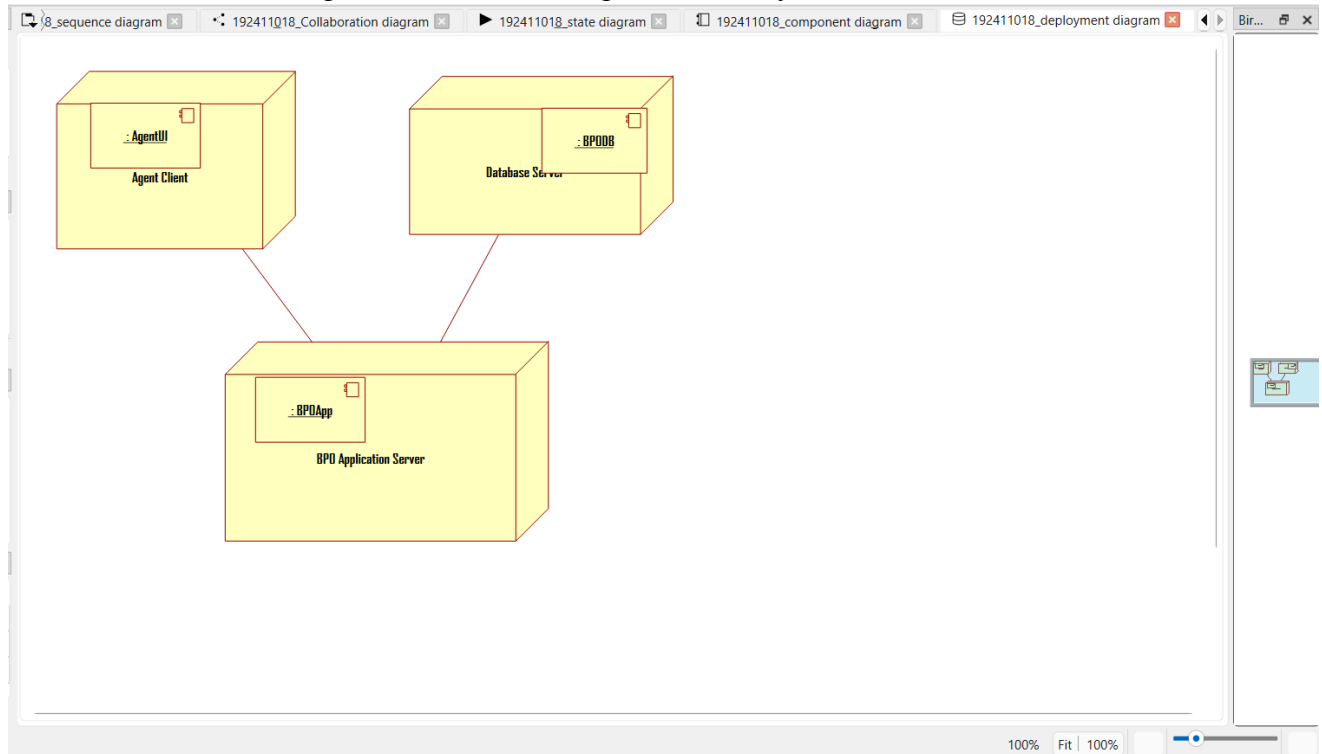 8_sequence diagram
192411018_Collaboration diagram
192411018_state diagram
192411018_component diagram
192411018_deployment diagram
Bir...
: AgentUI
Agent Client
: BPODB
Database Server
: BPOApp
BPO Application Server
100% Fit 100%